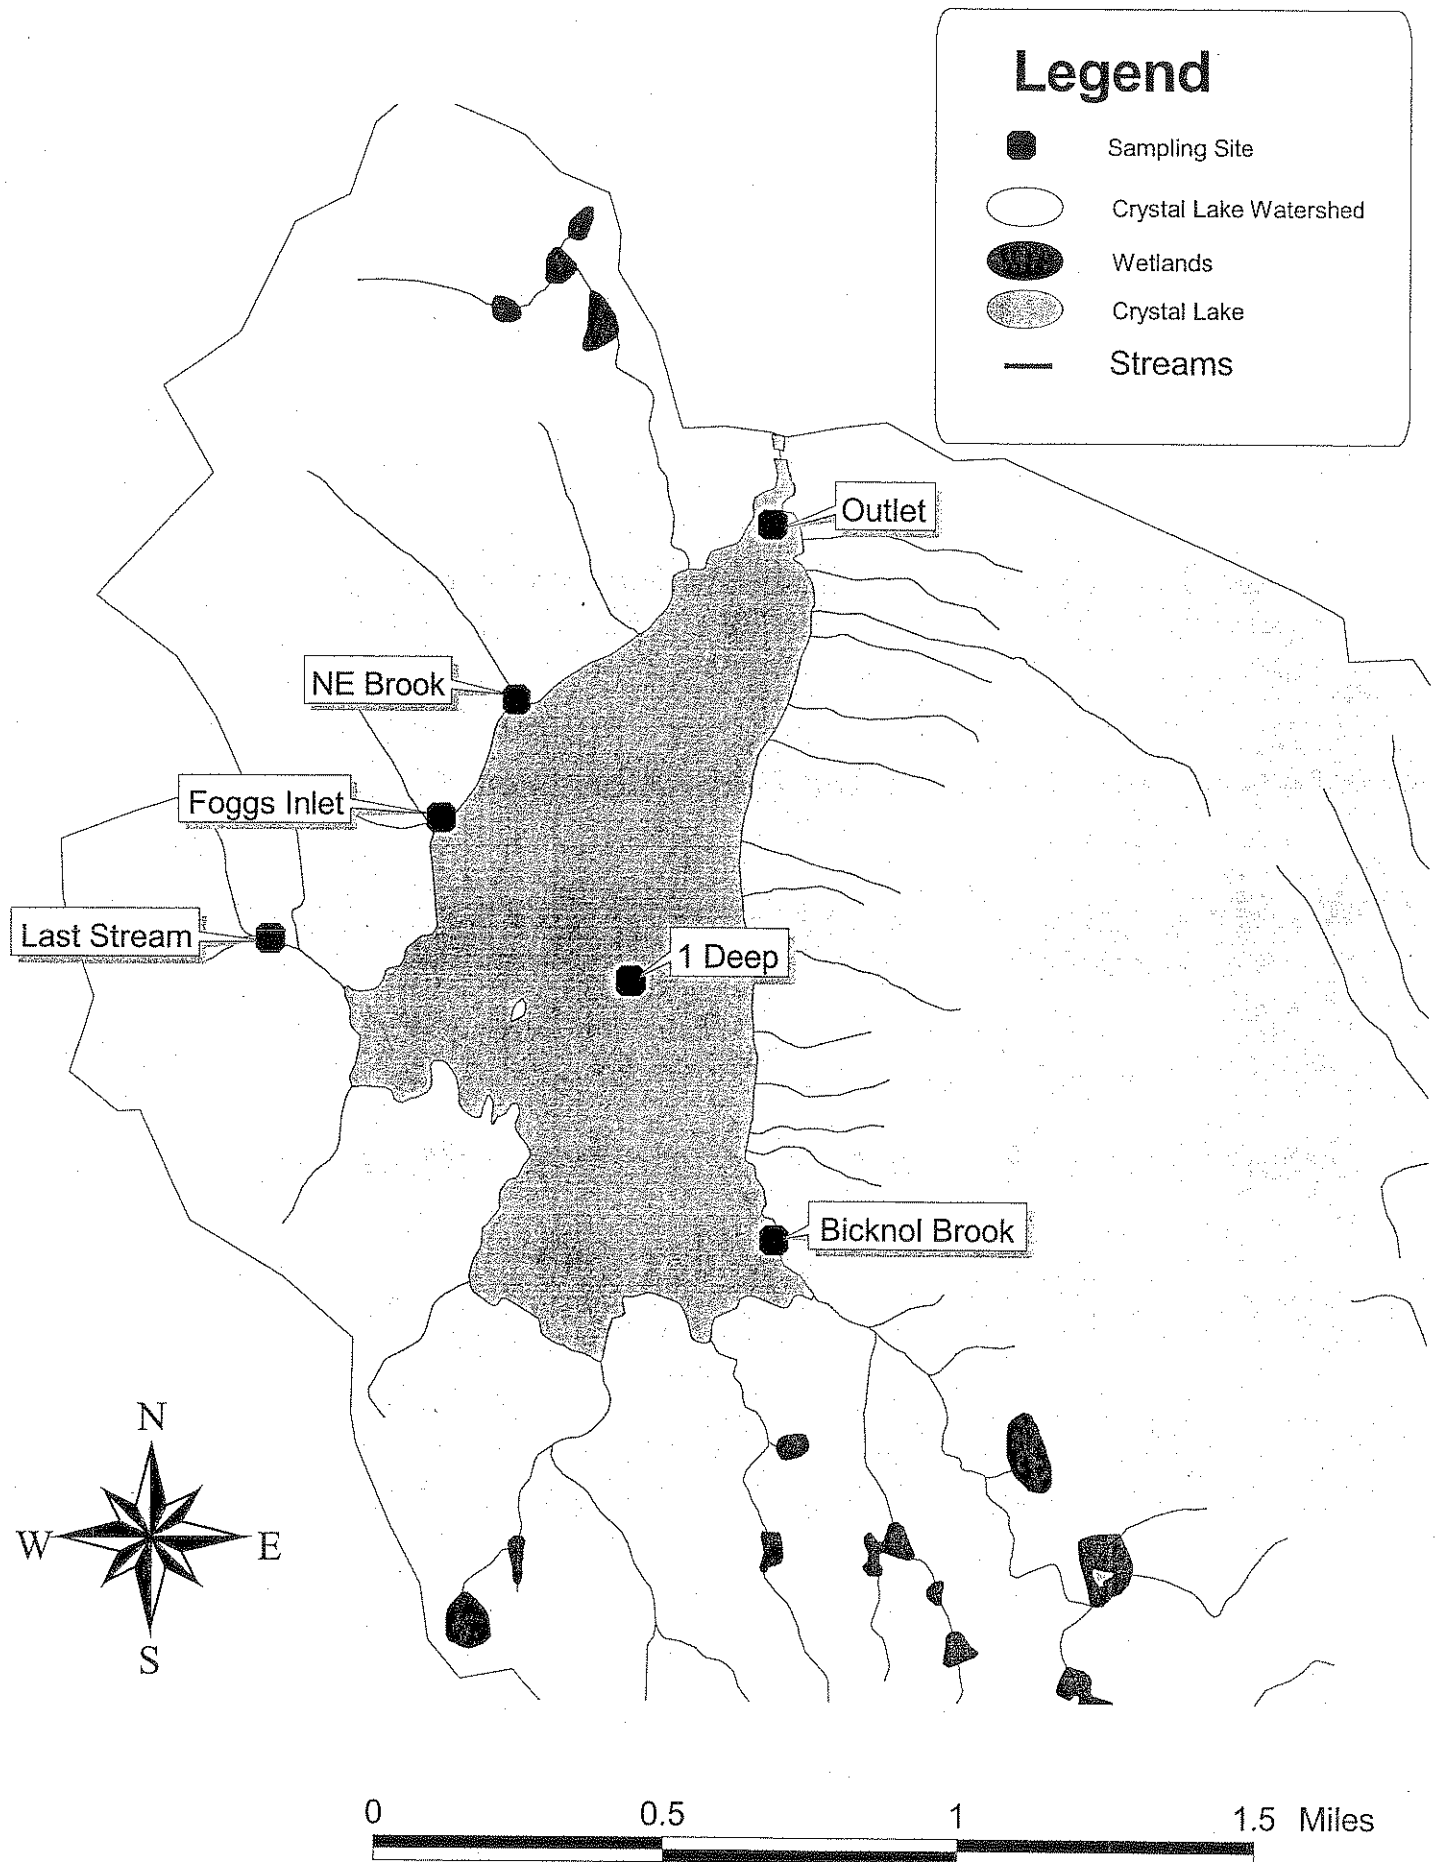 Legend
Sampling Site
Crystal Lake Watershed
Wetlands
Crystal Lake
Streams
Outlet
NE Brook
Foggs Inlet
Last Stream
1 Deep
Bicknol Brook
N
W E
S
0 0.5 1 1.5 Miles